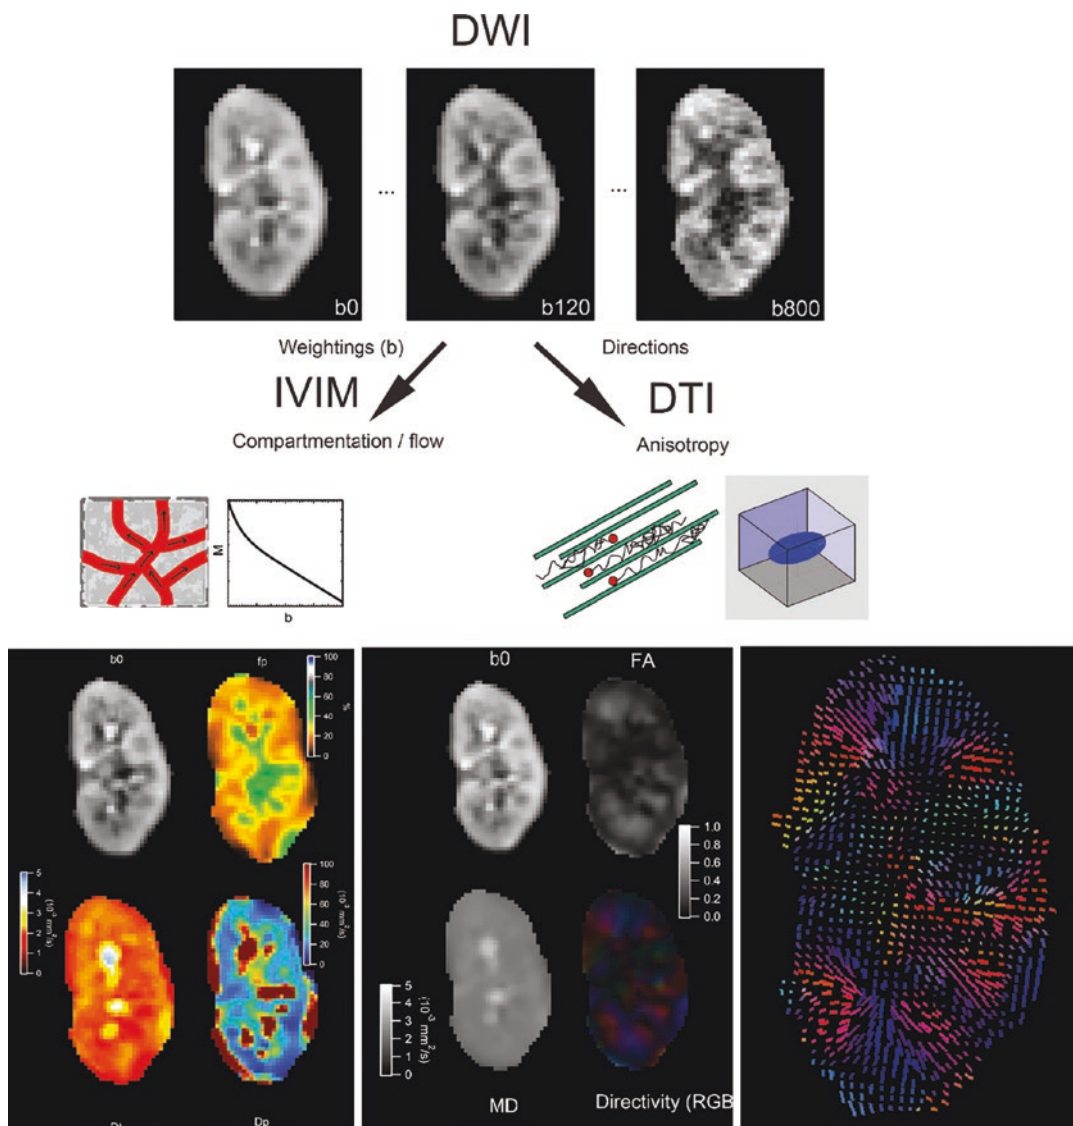 DWI
... ...
b0 b120 b800
Weightings (b) Directions
IVIM DTI
Compartmentation / flow Anisotropy
M
b
b0 fp
100
80
60
40
20
0
%
5
4
3
2
1
0
100
80
60
40
20
0
Dp
b0 FA
1.0
0.8
0.6
0.4
0.2
0.0
5
4
3
2
1
0
(10⁻³ mm²/s)
MD Directivity (RGB